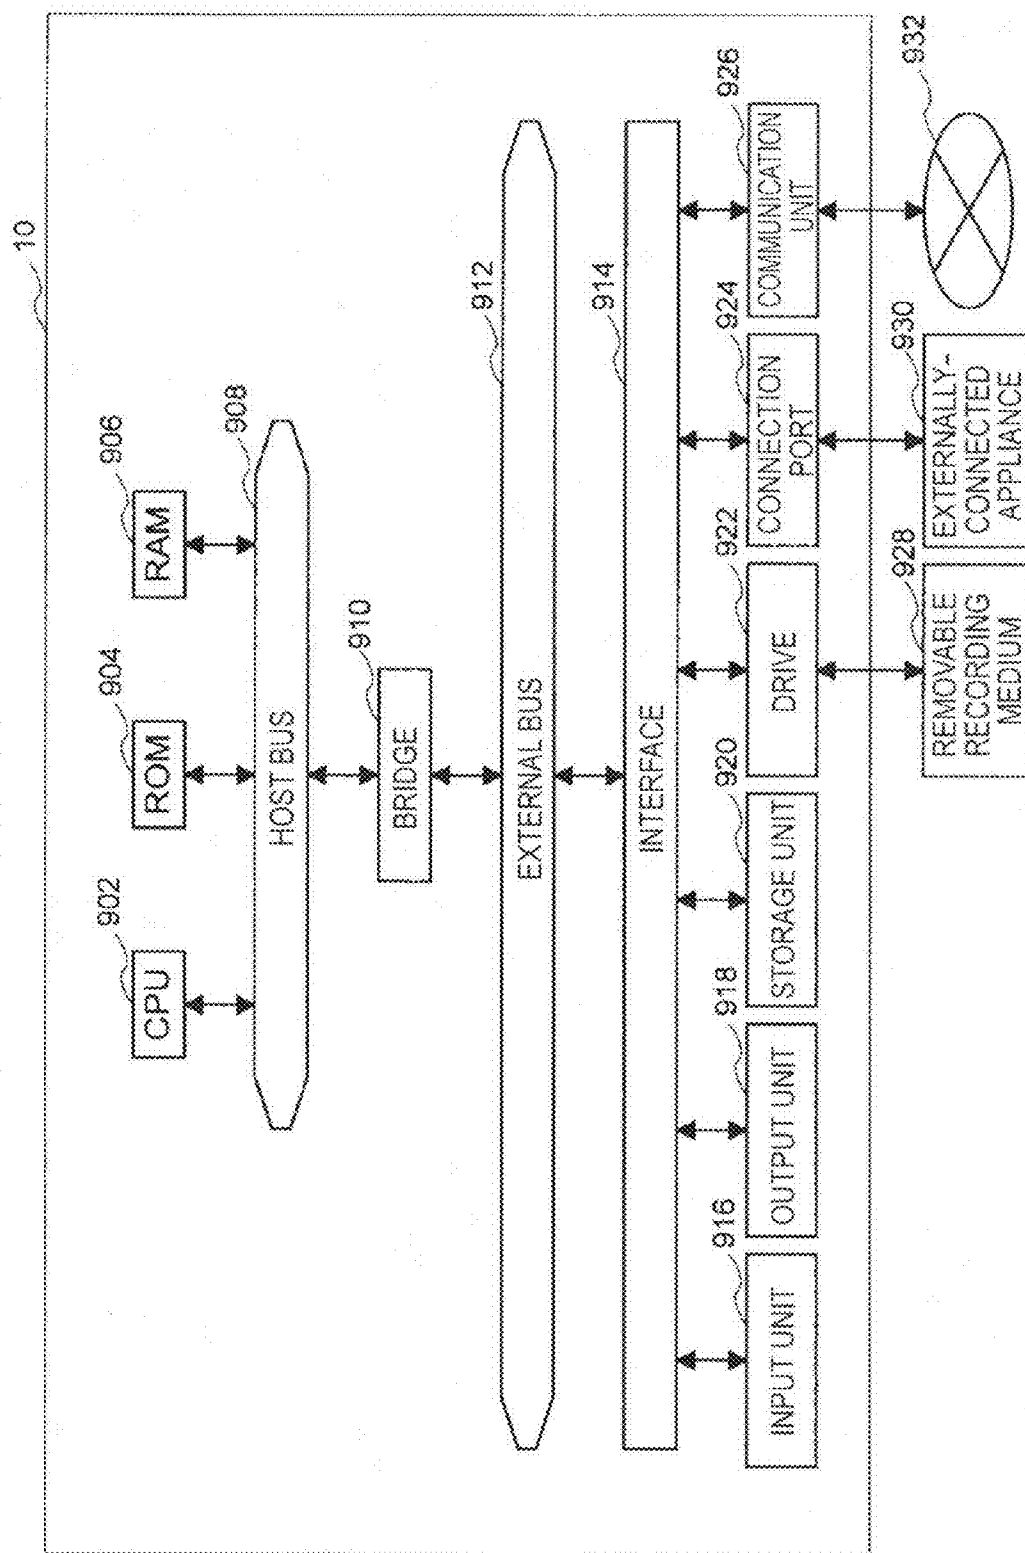 10
902
904
906
CPU
ROM
RAM
908
HOST BUS
910
BRIDGE
912
EXTERNAL BUS
914
INTERFACE
916
918
920
922
924
926
INPUT UNIT
OUTPUT UNIT
STORAGE UNIT
DRIVE
CONNECTION
PORT
COMMUNICATION
UNIT
928
930
932
REMOVABLE
RECORDING
MEDIUM
EXTERNALLY-
CONNECTED
APPLIANCE